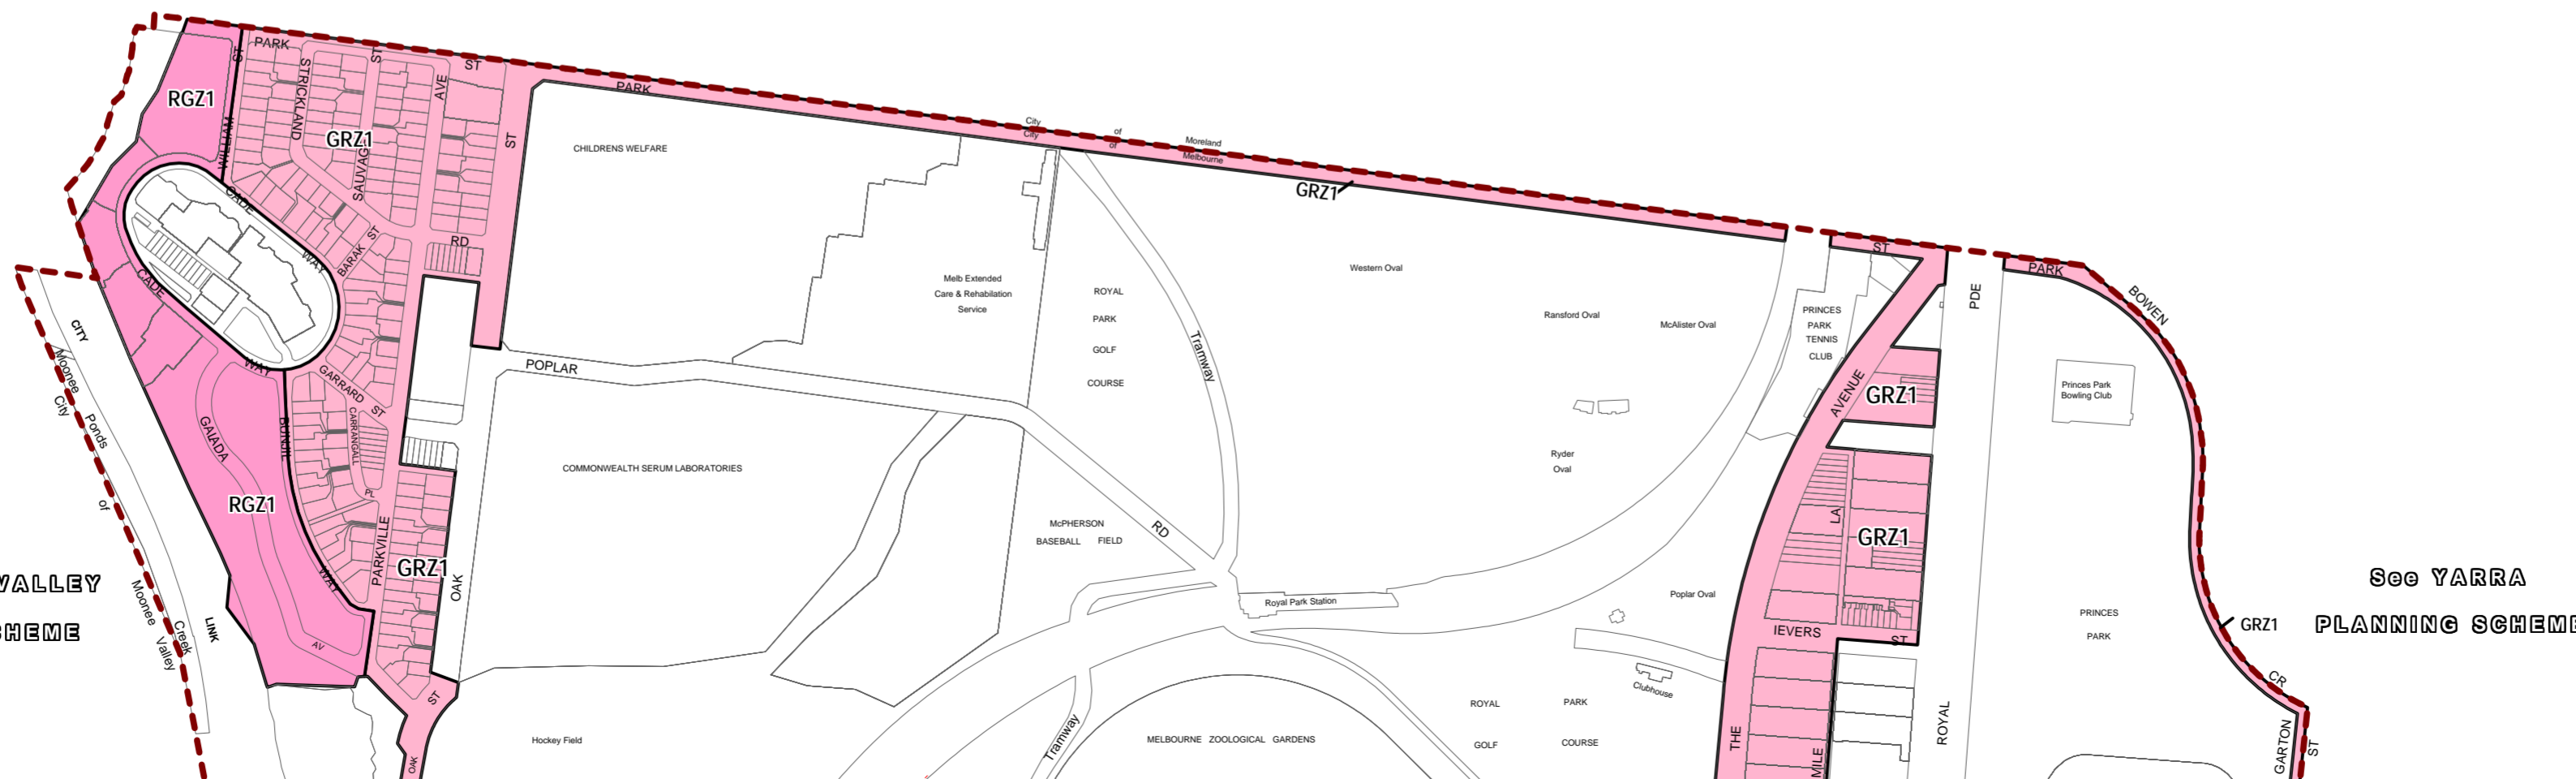 PARK
ST
ST
STRICKLAND
ST
AVE
RGZ1
GRZ1
WILLIAM
SAUVAG
ST
PARK
CHILDRENS WELFARE
City of Moreland
City of Melbourne
GRZ1
ST
PARK
BOWEN
CADE
WAY
BARAK ST
RD
CADE
WAY
Melb Extended
Care & Rehabilation
Service
ROYAL
PARK
GOLF
COURSE
Tramway
Western Oval
Ransford Oval
McAlister Oval
PRINCES
PARK
TENNIS
CLUB
PDE
CITY
Moonee
Ponds
City
of
Moonee
Valley
Creek
LINK
POPLAR
GARRARD ST
CARRANGALL
PL
GAIADA
BUNJIL
WAY
RGZ1
AV
PARKVILLE
GRZ1
OAK
ST
OAK
COMMONWEALTH SERUM LABORATORIES
McPHERSON
BASEBALL FIELD
RD
Ryder
Oval
AVENUE
GRZ1
Princes Park
Bowling Club
LA
GRZ1
VALLEY
CHEME
Royal Park Station
Poplar Oval
IEVERS
ST
PRINCES
PARK
GRZ1
See YARRA
PLANNING SCHEME
Clubhouse
CR
Hockey Field
Tramway
MELBOURNE ZOOLOGICAL GARDENS
ROYAL PARK
GOLF COURSE
THE
MILE
ROYAL
GARTON
ST